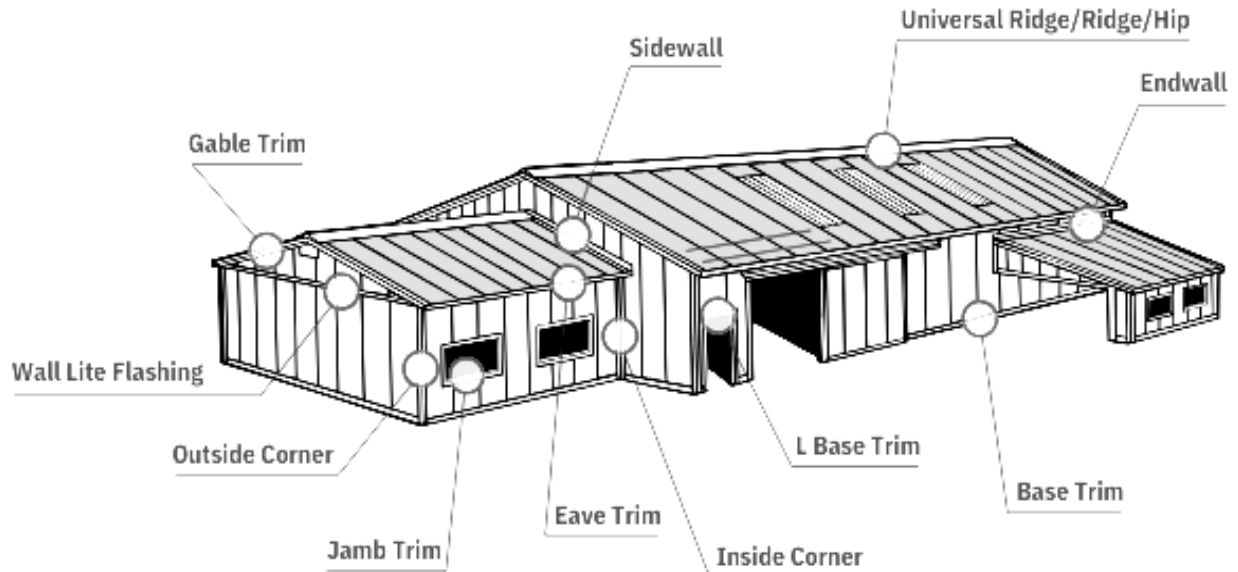 Universal Ridge/Ridge/Hip
Sidewall
Endwall
Gable Trim
Wall Lite Flashing
Outside Corner
L Base Trim
Base Trim
Eave Trim
Jamb Trim
Inside Corner